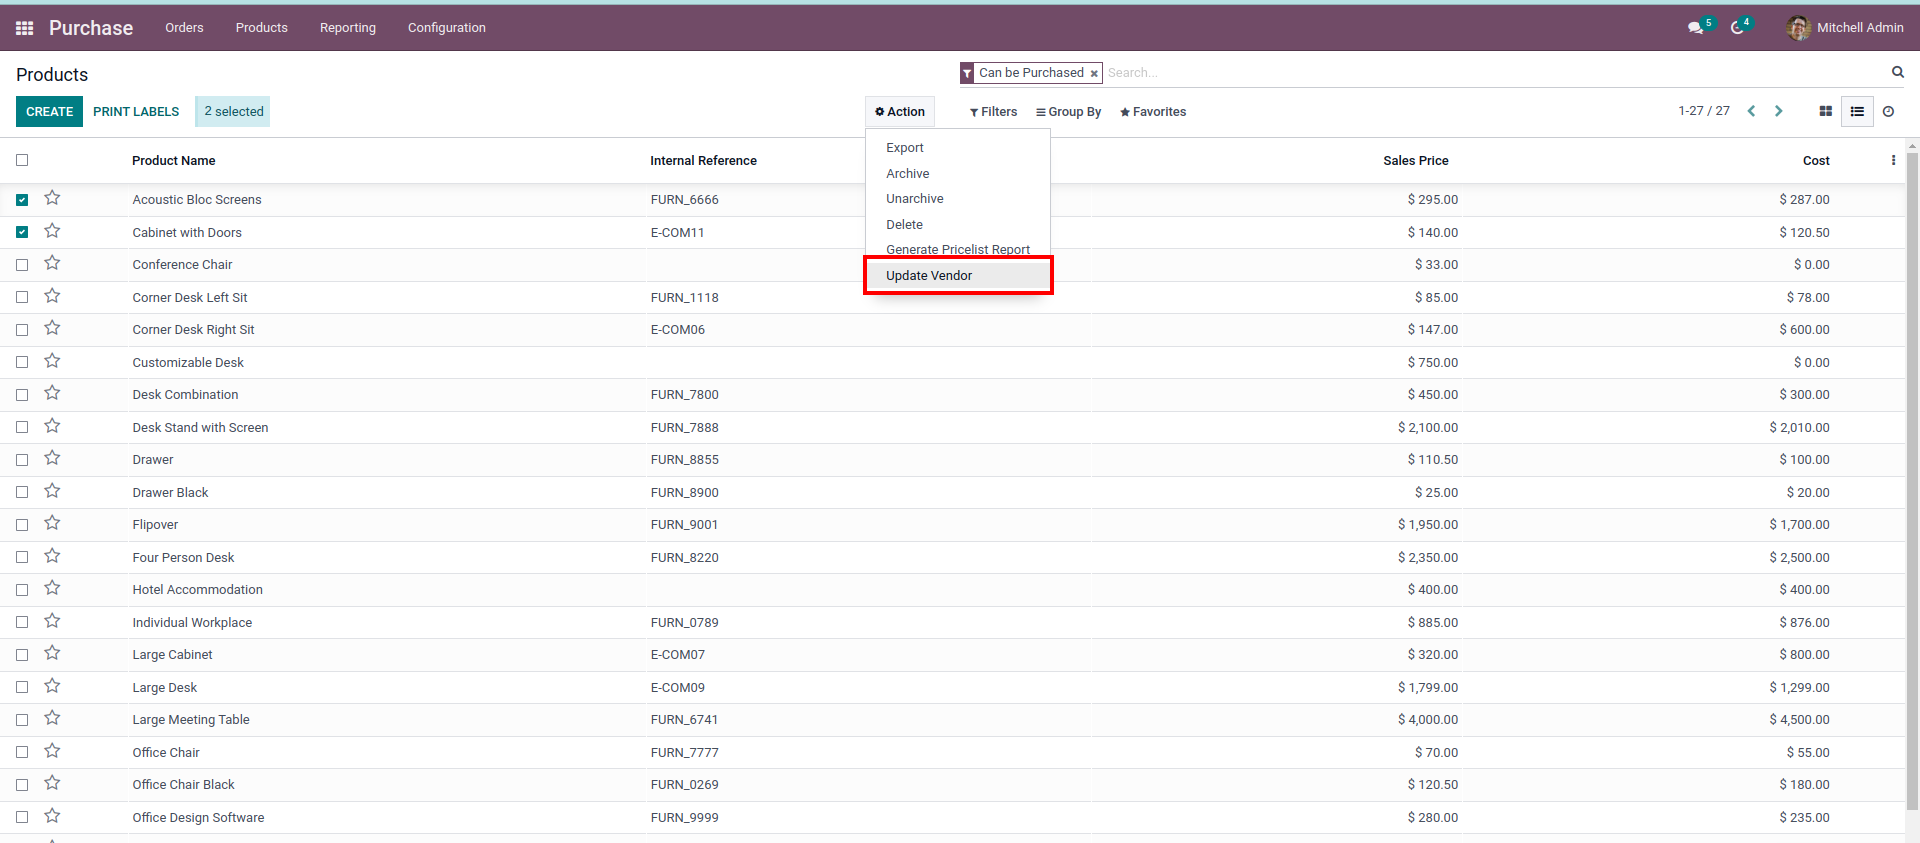 Purchase Orders Products Reporting Configuration 5 4 Mitchell Admin
Products Can be Purchased × Search...
CREATE PRINT LABELS 2 selected Action Filters Group By Favorites 1-27 / 27
Export
Archive
Unarchive
Delete
Generate Pricelist Report
Update Vendor
Product Name Internal Reference Sales Price Cost
Acoustic Bloc Screens FURN_6666 $ 295.00 $ 287.00
Cabinet with Doors E-COM11 $ 140.00 $ 120.50
Conference Chair $ 33.00 $ 0.00
Corner Desk Left Sit FURN_1118 $ 85.00 $ 78.00
Corner Desk Right Sit E-COM06 $ 147.00 $ 600.00
Customizable Desk $ 750.00 $ 0.00
Desk Combination FURN_7800 $ 450.00 $ 300.00
Desk Stand with Screen FURN_7888 $ 2,100.00 $ 2,010.00
Drawer FURN_8855 $ 110.50 $ 100.00
Drawer Black FURN_8900 $ 25.00 $ 20.00
Flipover FURN_9001 $ 1,950.00 $ 1,700.00
Four Person Desk FURN_8220 $ 2,350.00 $ 2,500.00
Hotel Accommodation $ 400.00 $ 400.00
Individual Workplace FURN_0789 $ 885.00 $ 876.00
Large Cabinet E-COM07 $ 320.00 $ 800.00
Large Desk E-COM09 $ 1,799.00 $ 1,299.00
Large Meeting Table FURN_6741 $ 4,000.00 $ 4,500.00
Office Chair FURN_7777 $ 70.00 $ 55.00
Office Chair Black FURN_0269 $ 120.50 $ 180.00
Office Design Software FURN_9999 $ 280.00 $ 235.00